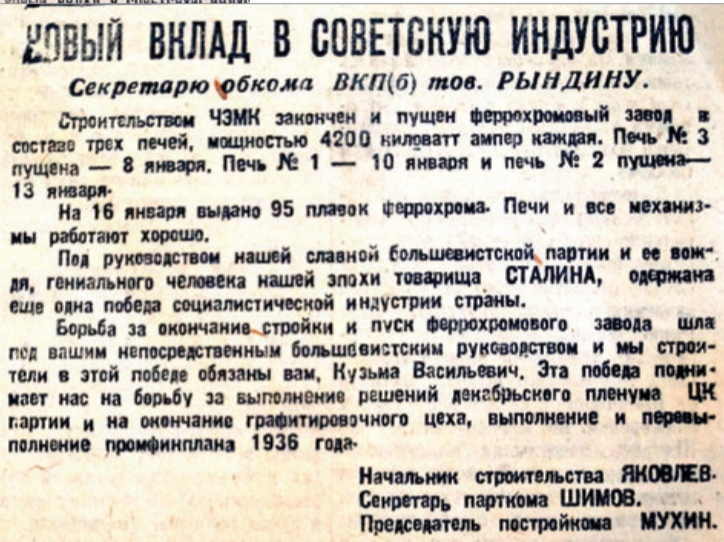 НОВЫЙ ВКЛАД В СОВЕТСКУЮ ИНДУСТРИЮ
Секретарю обкома ВКП(б) тов. РЫНДИНУ.
Строительством ЧЭМК закончен и пущен феррохромовый завод в
составе трех печей, мощностью 4200 киловатт ампер каждая. Печь № 3
пущена — 8 января. Печь № 1 — 10 января и печь № 2 пущена—
13 января.
На 16 января выдано 95 плавок феррохрома. Печи и все механиз-
мы работают хорошо.
Под руководством нашей славной большевистской партии и ее вож-
дя, гениального человека нашей эпохи товарища СТАЛИНА, одержана
еще одна победа социалистической индустрии страны.
Борьба за окончание стройки и пуск феррохромового завода шла
под вашим непосредственным большевистским руководством и мы строи-
тели в этой победе обязаны вам, Кузьма Васильевич. Эта победа подни-
мает нас на борьбу за выполнение решений декабрьского пленума ЦК
партии и на окончание графитировочного цеха, выполнение и перевы-
полнение промфинплана 1936 года.
Начальник строительства ЯКОВЛЕВ.
Секретарь парткома ШИМОВ.
Председатель постройкома МУХИН.